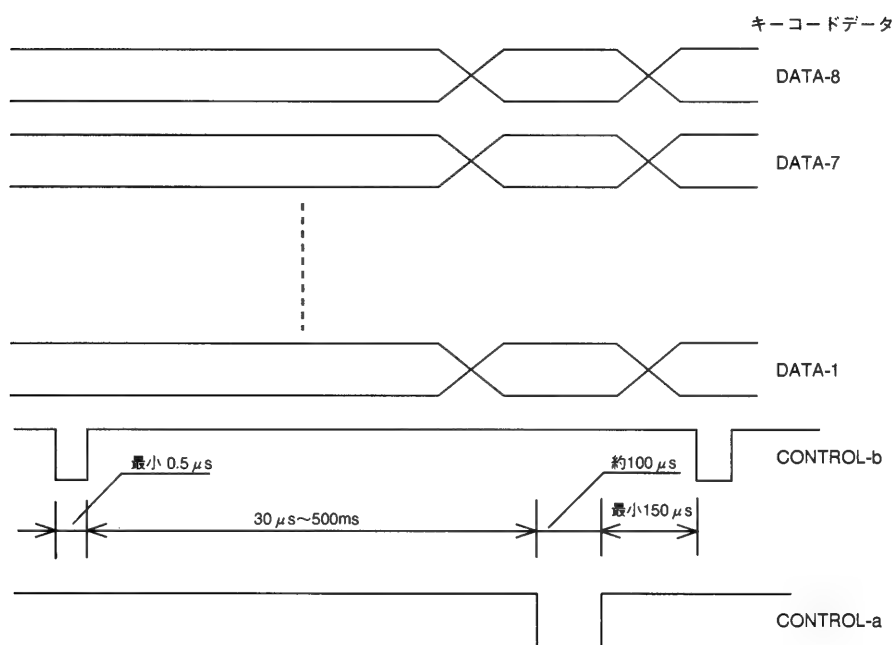 キーコードデータ
DATA-8
DATA-7
DATA-1
CONTROL-b
最小 0.5 μs
約100 μs
30 μs～500ms
最小150 μs
CONTROL-a